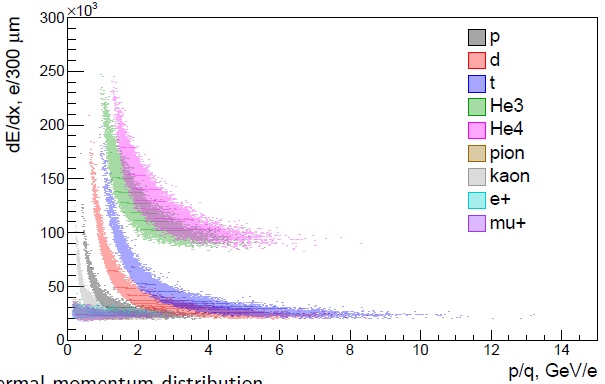 ×10³
dE/dx, e/300 μm
300
250
200
150
100
50
0
0 2 4 6 8 10 12 14
p/q, GeV/e
p
d
t
He3
He4
pion
kaon
e+
mu+
ermal momentum distribution